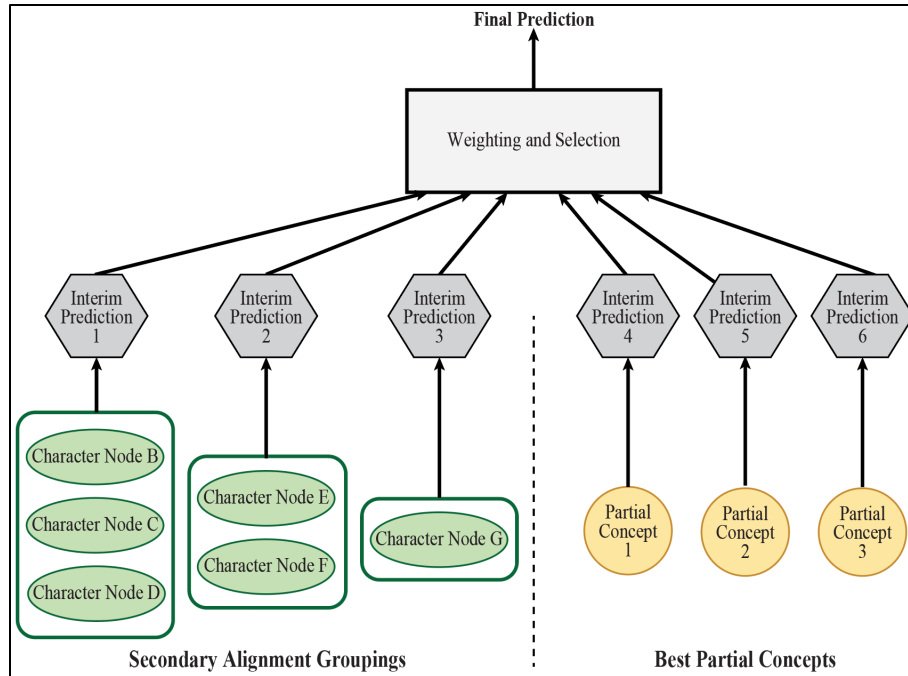 Final Prediction
Weighting and Selection
Interim
Prediction
1
Interim
Prediction
2
Interim
Prediction
3
Interim
Prediction
4
Interim
Prediction
5
Interim
Prediction
6
Character Node B
Character Node C
Character Node D
Character Node E
Character Node F
Character Node G
Partial
Concept
1
Partial
Concept
2
Partial
Concept
3
Secondary Alignment Groupings
Best Partial Concepts